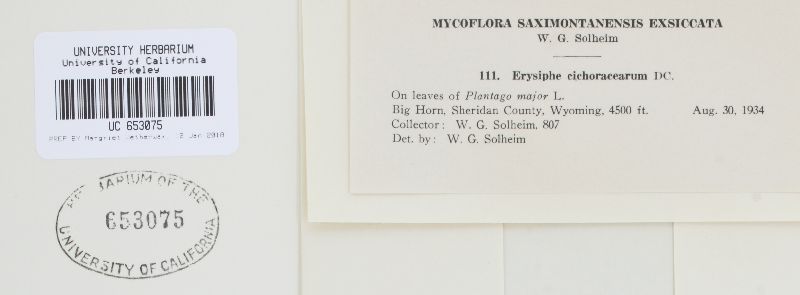 UNIVERSITY HERBARIUM
University of California
Berkeley
UC 653075
PREP BY Margriet 2 Jan 2018
HERBARIUM OF THE
653075
UNIVERSITY OF CALIFORNIA
MYCOFLORA SAXIMONTANENSIS EXSICCATA
W. G. Solheim
111. Erysiphe cichoracearum DC.
On leaves of Plantago major L.
Big Horn, Sheridan County, Wyoming, 4500 ft. Aug. 30, 1934
Collector: W. G. Solheim, 807
Det. by: W. G. Solheim